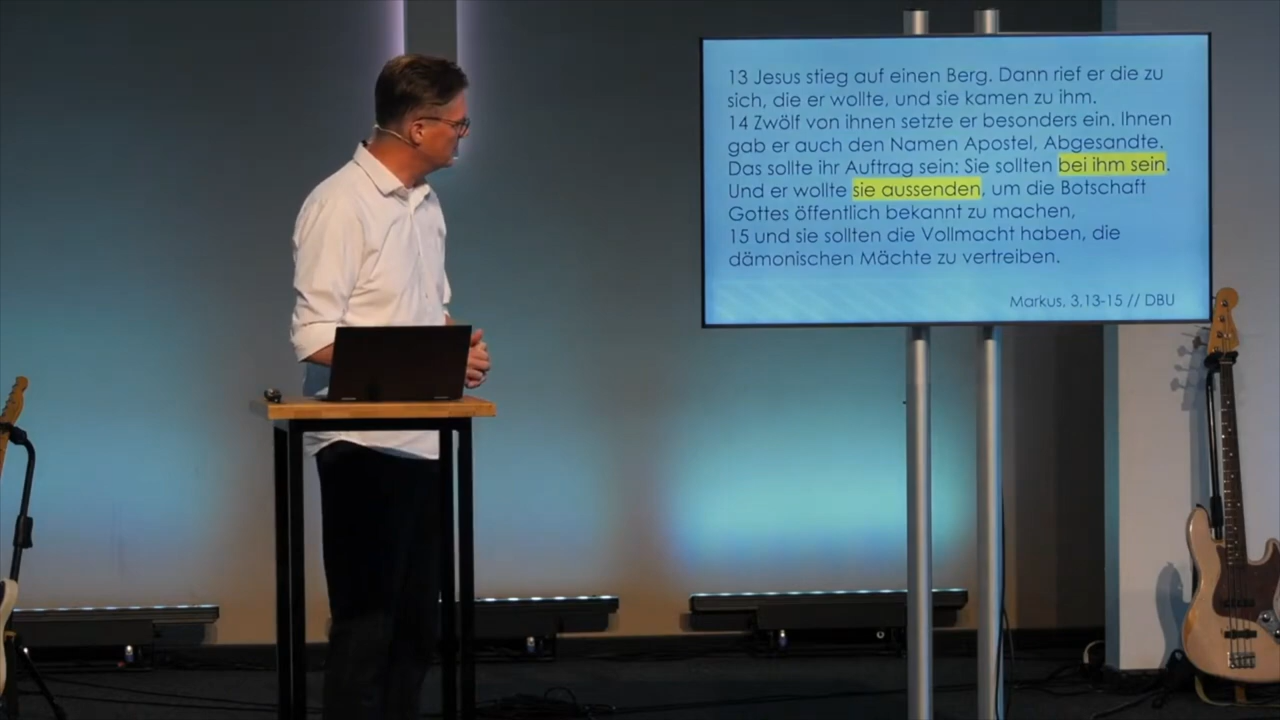 13 Jesus stieg auf einen Berg. Dann rief er die zu
sich, die er wollte, und sie kamen zu ihm.
14 Zwölf von ihnen setzte er besonders ein. Ihnen
gab er auch den Namen Apostel, Abgesandte.
Das sollte ihr Auftrag sein: Sie sollten bei ihm sein.
Und er wollte sie aussenden, um die Botschaft
Gottes öffentlich bekannt zu machen,
15 und sie sollten die Vollmacht haben, die
dämonischen Mächte zu vertreiben.
Markus, 3,13-15 // DBU